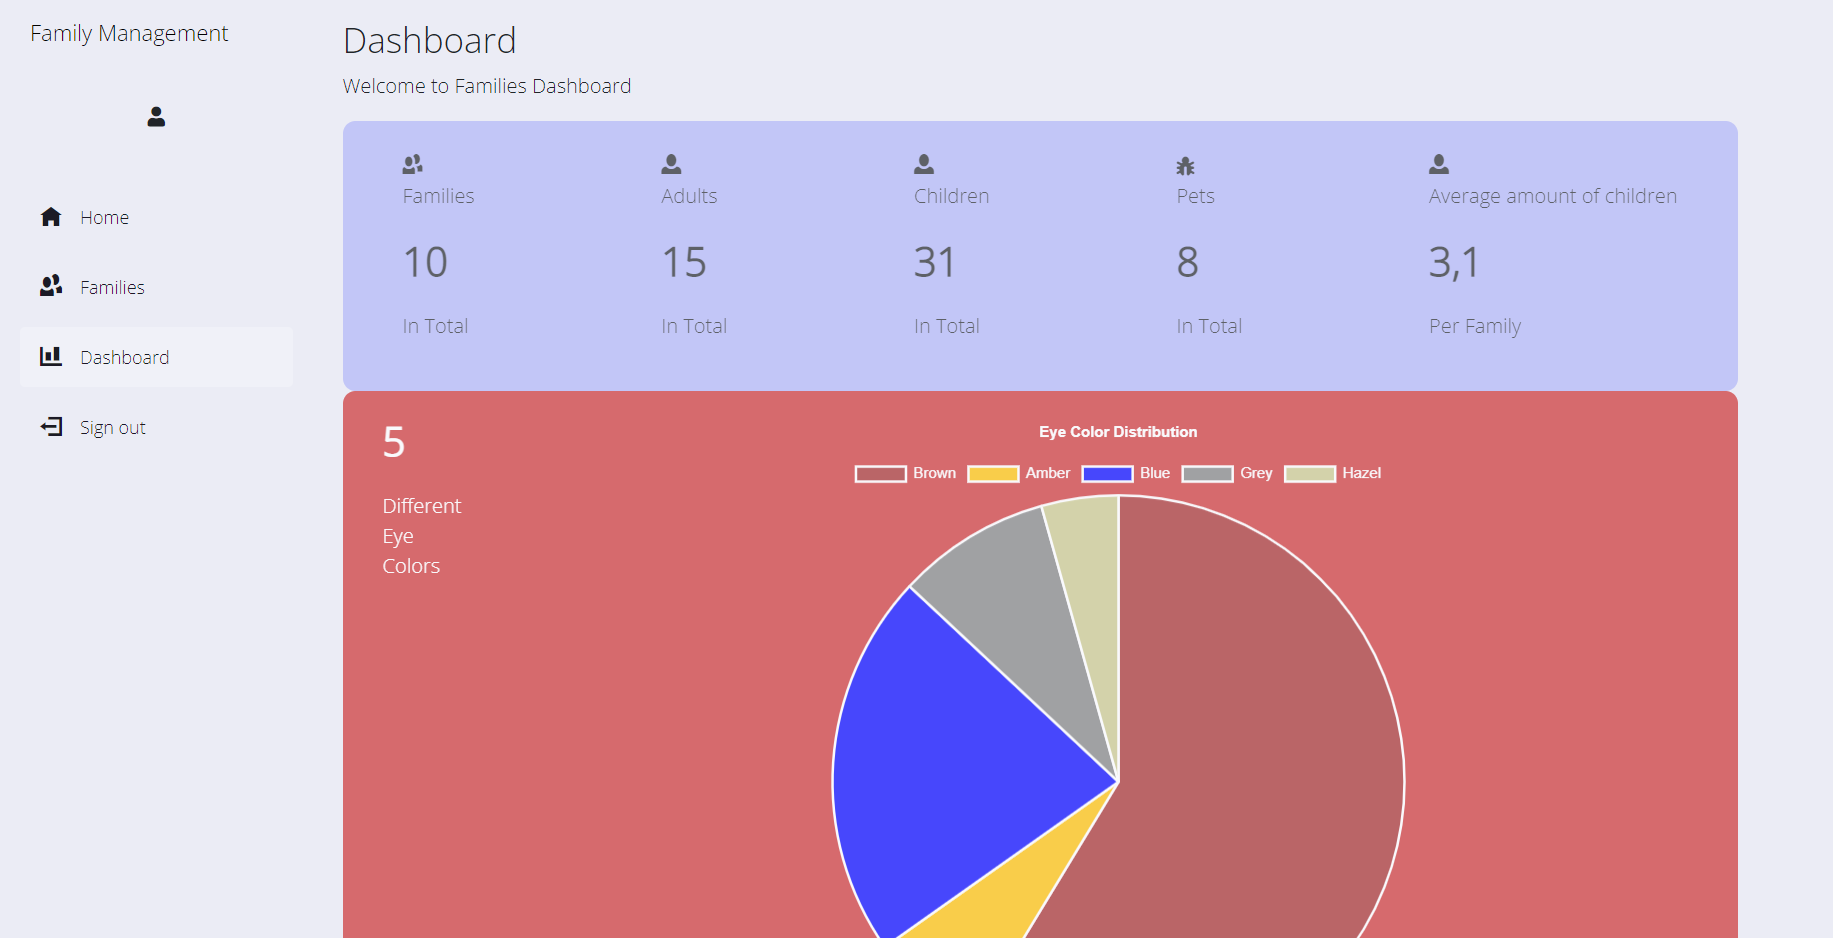 Family Management
Home
Families
Dashboard
Sign out
Dashboard
Welcome to Families Dashboard
Families
10
In Total
Adults
15
In Total
Children
31
In Total
Pets
8
In Total
Average amount of children
3,1
Per Family
5
Different
Eye
Colors
Eye Color Distribution
Brown Amber Blue Grey Hazel